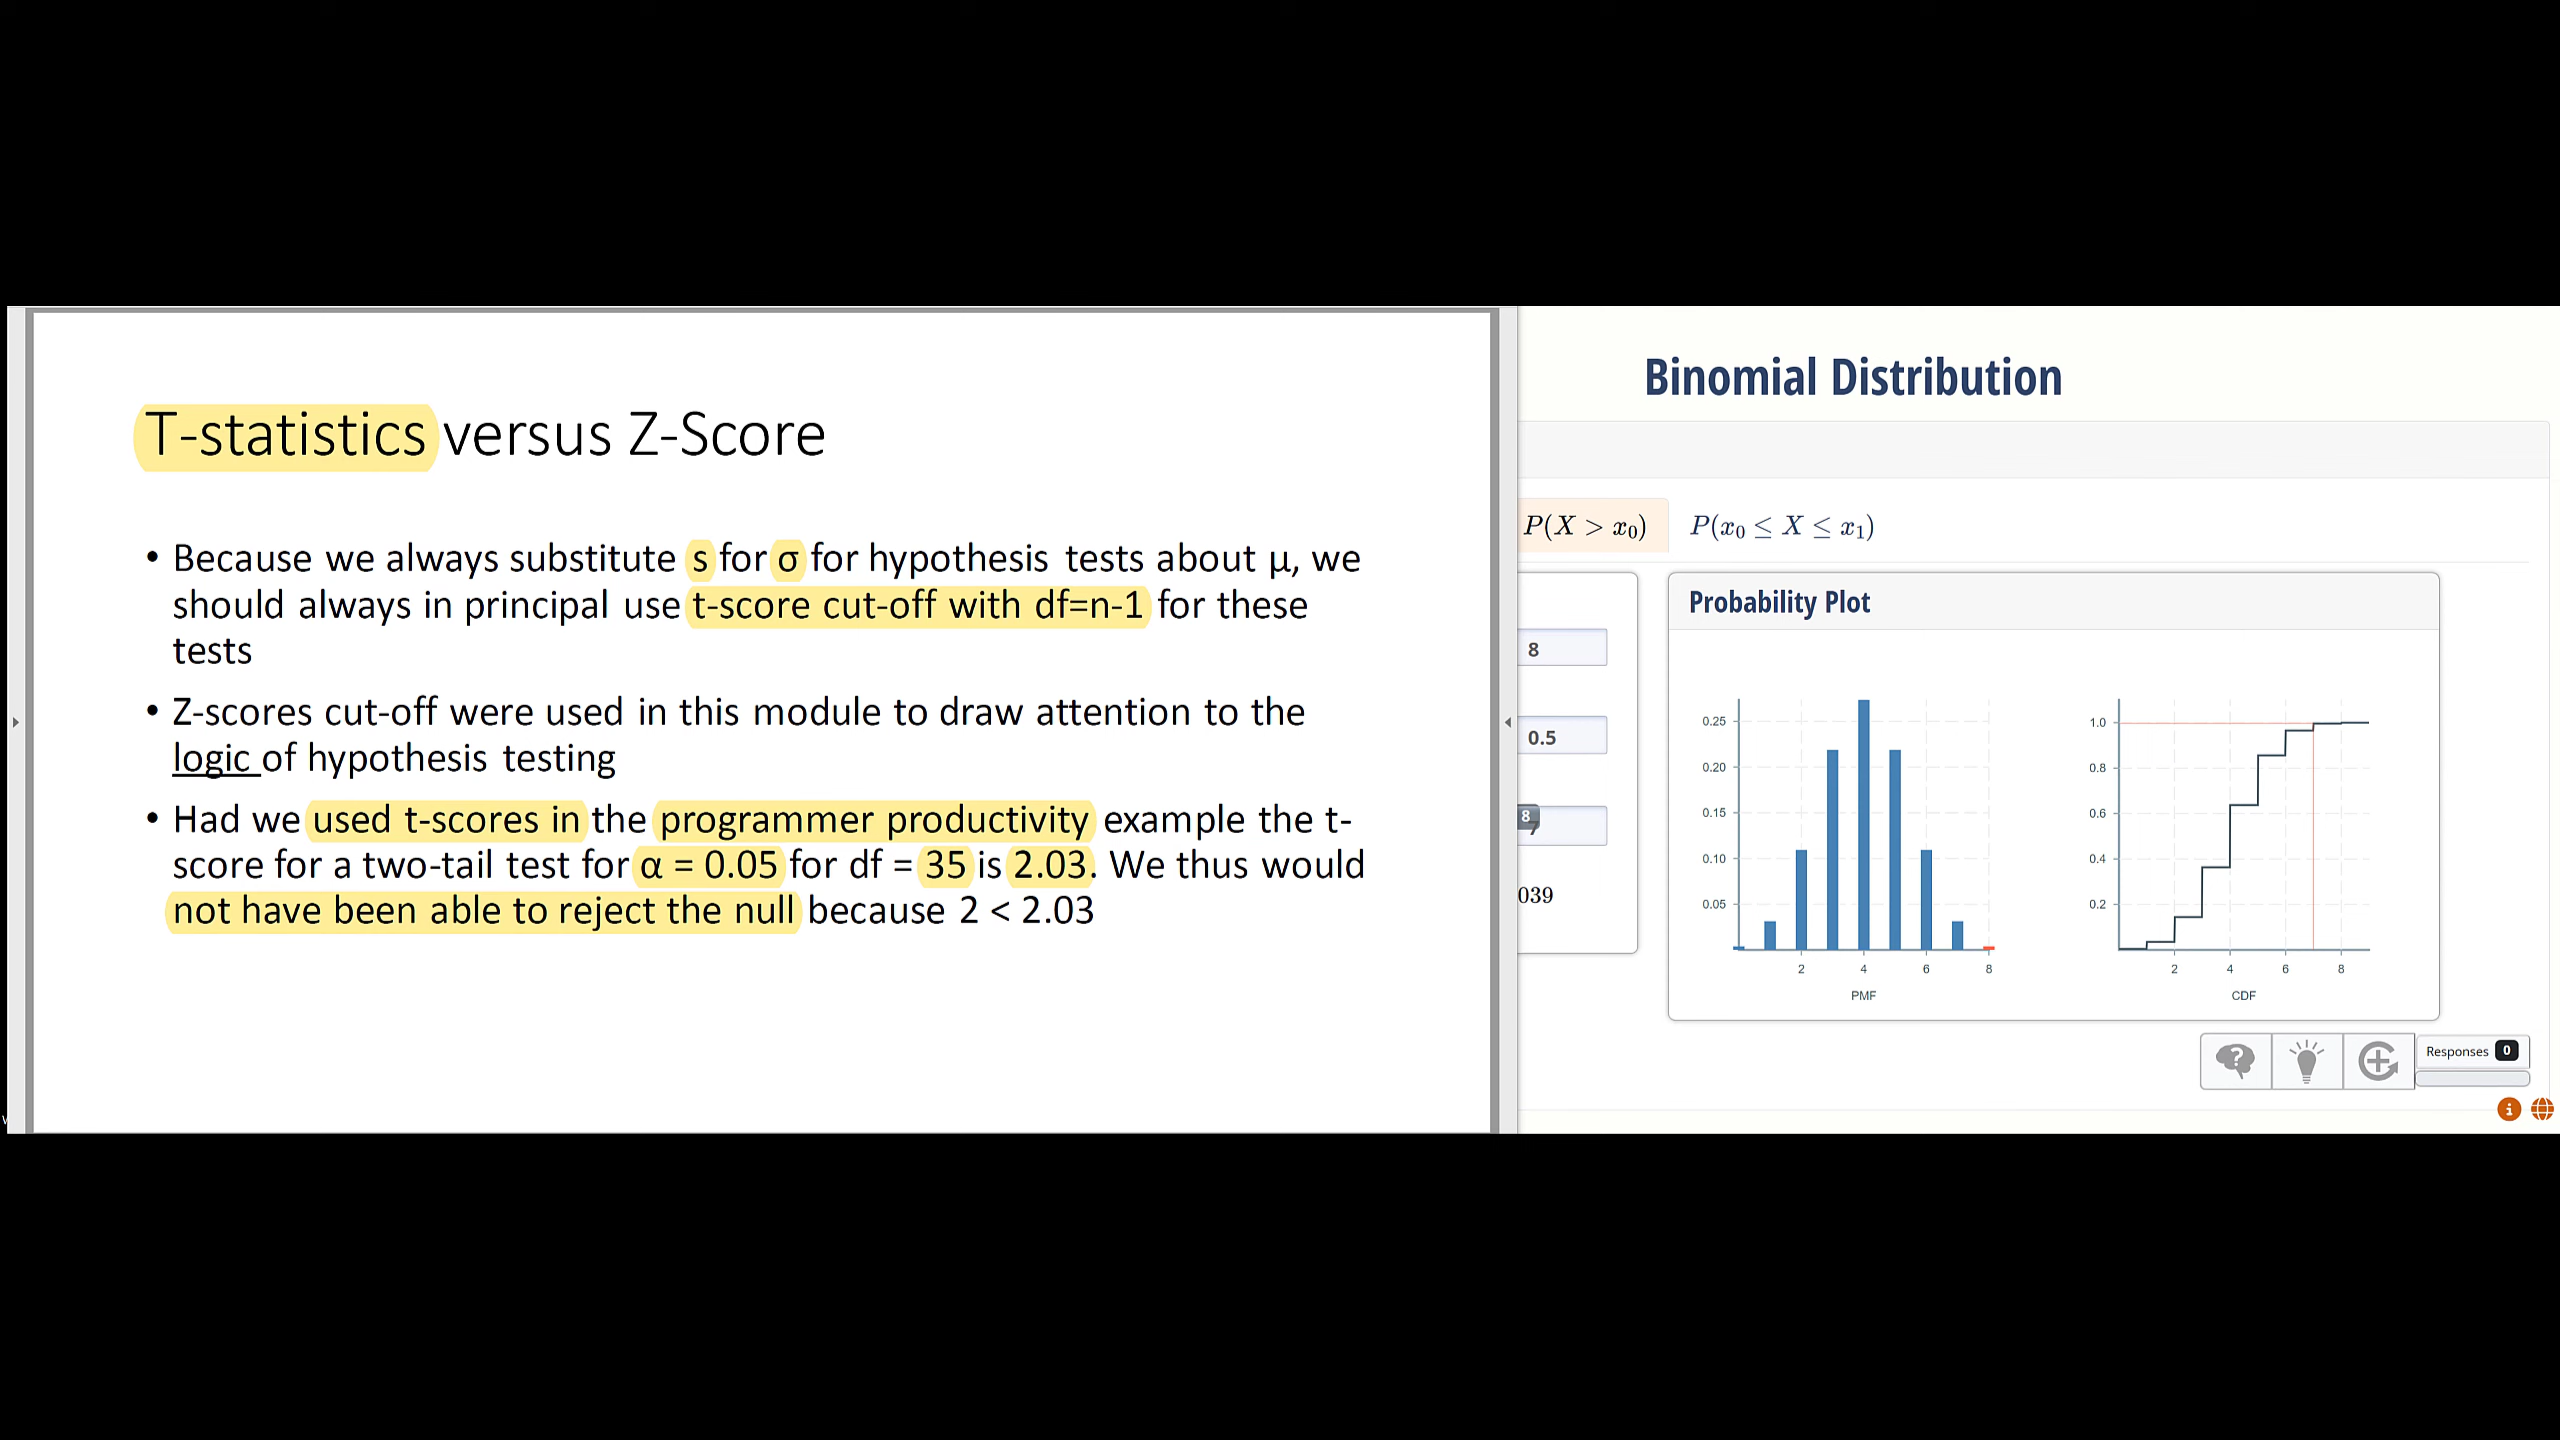 T-statistics versus Z-Score
• Because we always substitute s for σ for hypothesis tests about μ, we
should always in principal use t-score cut-off with df=n-1 for these
tests
• Z-scores cut-off were used in this module to draw attention to the
logic of hypothesis testing
• Had we used t-scores in the programmer productivity example the t-
score for a two-tail test for α = 0.05 for df = 35 is 2.03. We thus would
not have been able to reject the null because 2 < 2.03
Binomial Distribution
P(X > x₀)
P(x₀ ≤ X ≤ x₁)
8
0.5
8
7
039
Probability Plot
0.25
0.20
0.15
0.10
0.05
2 4 6 8
PMF
1.0
0.8
0.6
0.4
0.2
2 4 6 8
CDF
Responses 0